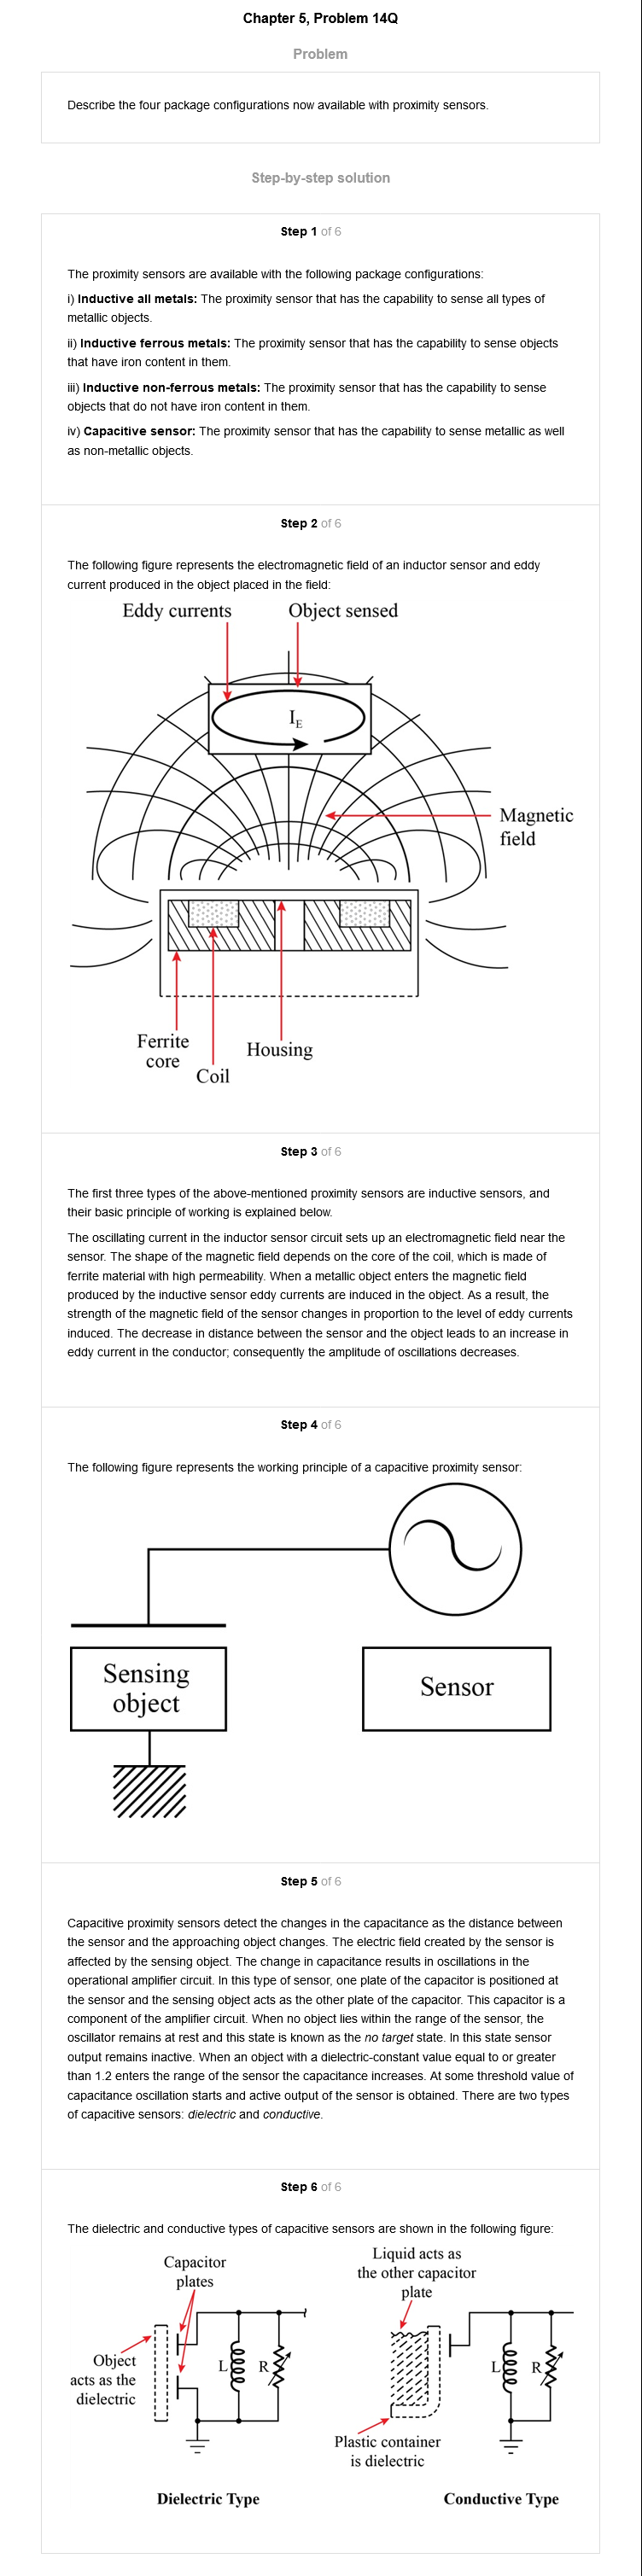 Chapter 5, Problem 14Q
Problem
Describe the four package configurations now available with proximity sensors.
Step-by-step solution
Step 1 of 6
The proximity sensors are available with the following package configurations:
i) Inductive all metals: The proximity sensor that has the capability to sense all types of
metallic objects.
ii) Inductive ferrous metals: The proximity sensor that has the capability to sense objects
that have iron content in them.
iii) Inductive non-ferrous metals: The proximity sensor that has the capability to sense
objects that do not have iron content in them.
iv) Capacitive sensor: The proximity sensor that has the capability to sense metallic as well
as non-metallic objects.
Step 2 of 6
The following figure represents the electromagnetic field of an inductor sensor and eddy
current produced in the object placed in the field:
Eddy currents
Object sensed
IE
Magnetic
field
Ferrite
core
Coil
Housing
Step 3 of 6
The first three types of the above-mentioned proximity sensors are inductive sensors, and
their basic principle of working is explained below.
The oscillating current in the inductor sensor circuit sets up an electromagnetic field near the
sensor. The shape of the magnetic field depends on the core of the coil, which is made of
ferrite material with high permeability. When a metallic object enters the magnetic field
produced by the inductive sensor eddy currents are induced in the object. As a result, the
strength of the magnetic field of the sensor changes in proportion to the level of eddy currents
induced. The decrease in distance between the sensor and the object leads to an increase in
eddy current in the conductor; consequently the amplitude of oscillations decreases.
Step 4 of 6
The following figure represents the working principle of a capacitive proximity sensor:
Sensing
object
Sensor
Step 5 of 6
Capacitive proximity sensors detect the changes in the capacitance as the distance between
the sensor and the approaching object changes. The electric field created by the sensor is
affected by the sensing object. The change in capacitance results in oscillations in the
operational amplifier circuit. In this type of sensor, one plate of the capacitor is positioned at
the sensor and the sensing object acts as the other plate of the capacitor. This capacitor is a
component of the amplifier circuit. When no object lies within the range of the sensor, the
oscillator remains at rest and this state is known as the no target state. In this state sensor
output remains inactive. When an object with a dielectric-constant value equal to or greater
than 1.2 enters the range of the sensor the capacitance increases. At some threshold value of
capacitance oscillation starts and active output of the sensor is obtained. There are two types
of capacitive sensors: dielectric and conductive.
Step 6 of 6
The dielectric and conductive types of capacitive sensors are shown in the following figure:
Capacitor
plates
Object
acts as the
dielectric
L
R
Dielectric Type
Liquid acts as
the other capacitor
plate
L
R
Plastic container
is dielectric
Conductive Type